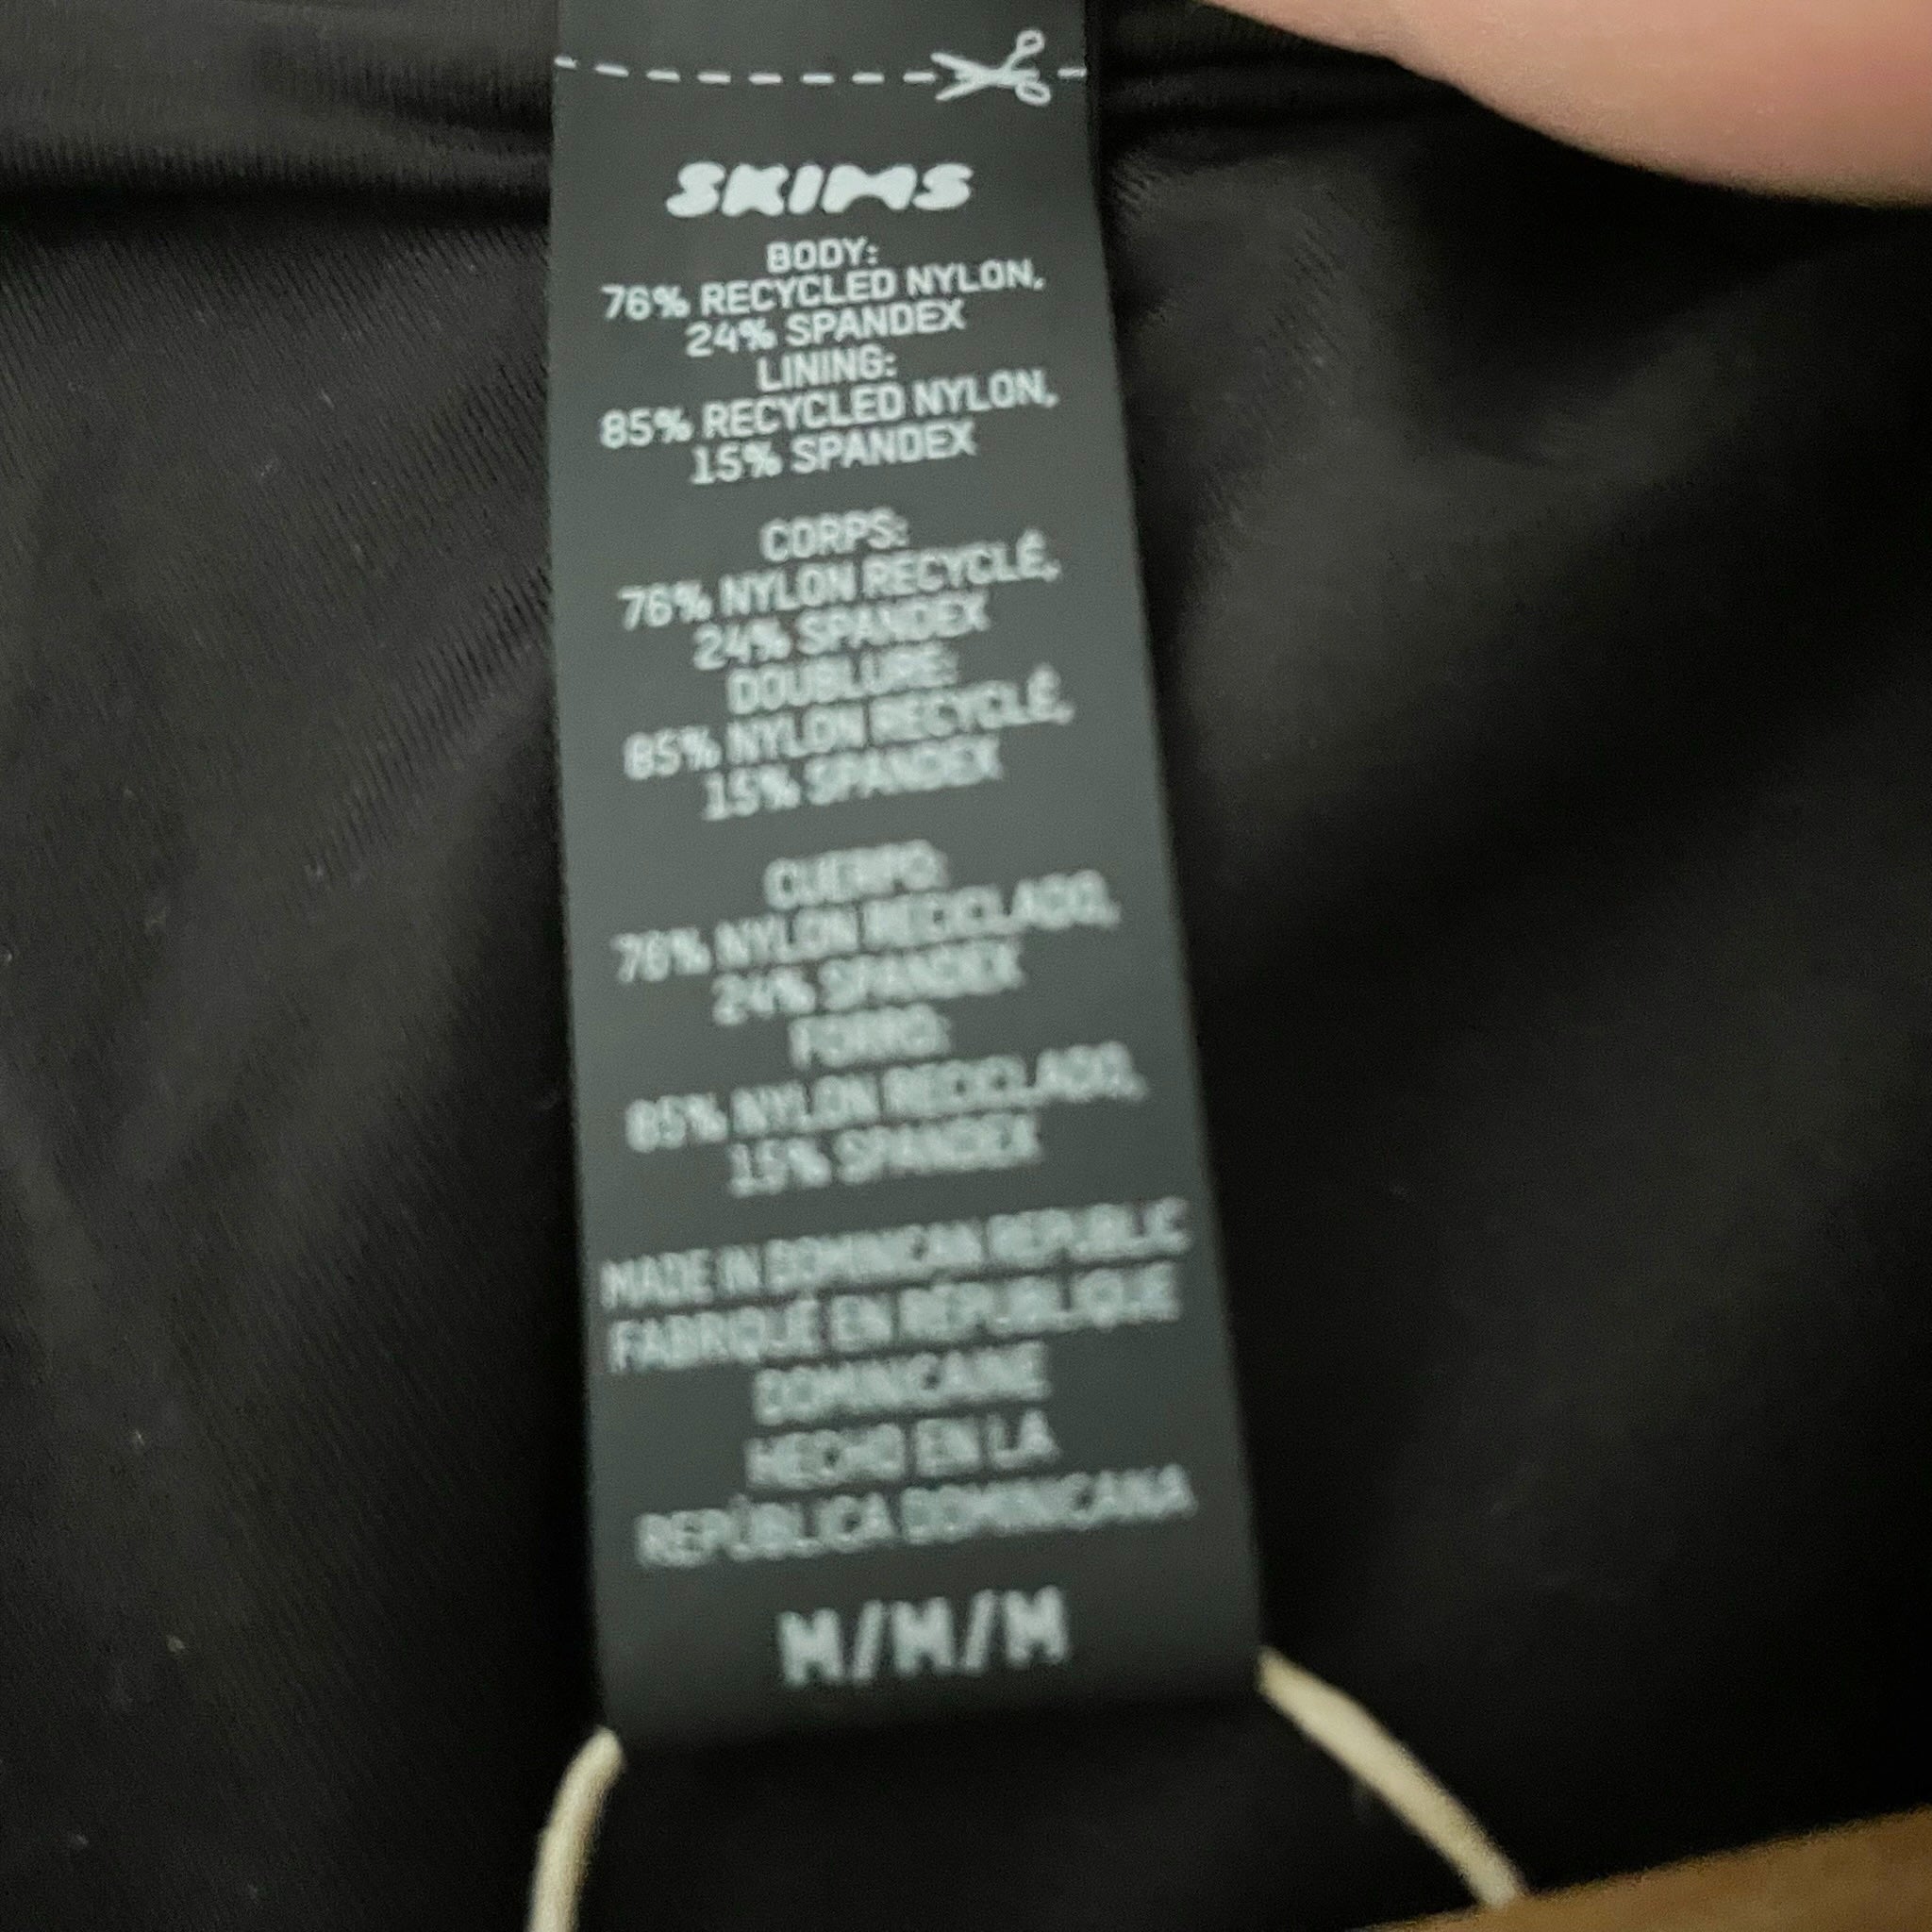 SKIMS
BODY:
76% RECYCLED NYLON,
24% SPANDEX
LINING:
85% RECYCLED NYLON,
15% SPANDEX
CORPS:
76% NYLON RECYCLÉ,
24% SPANDEX
DOUBLURE:
85% NYLON RECYCLÉ,
15% SPANDEX
CUERPO:
76% NYLON RECICLADO,
24% SPANDEX
FORRO:
85% NYLON RECICLADO,
15% SPANDEX
MADE IN DOMINICAN REPUBLIC
FABRIQUÉ EN RÉPUBLIQUE
DOMINICAINE
HECHO EN LA
REPÚBLICA DOMINICANA
M/M/M